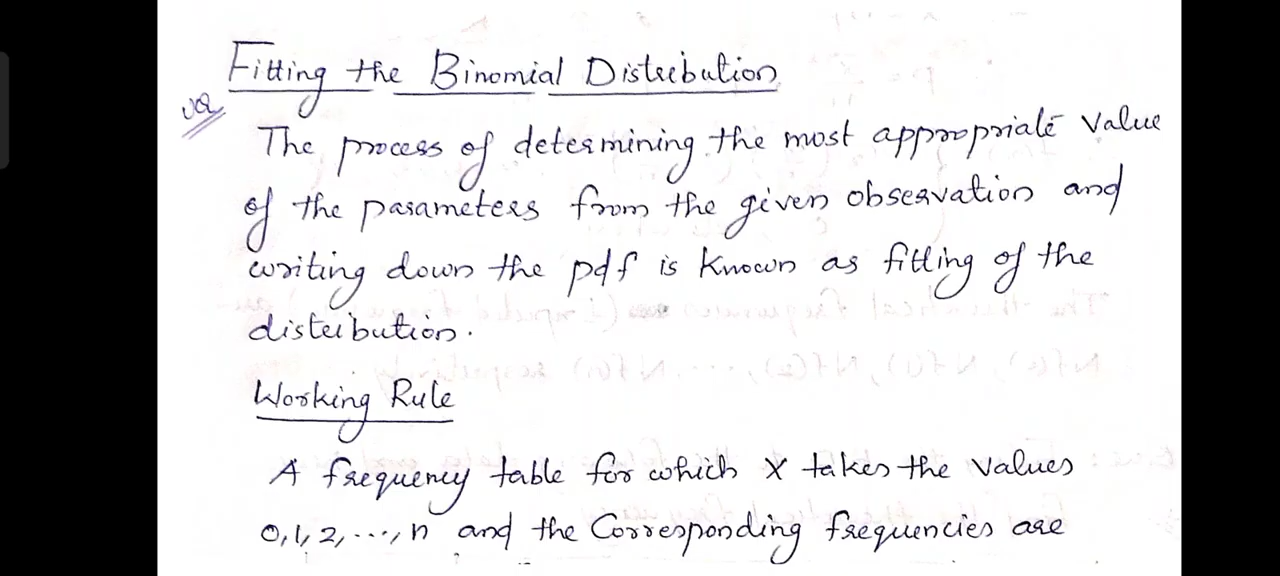 Fitting the Binomial Distribution
The process of determining the most appropriate value
of the parameters from the given observation and
writing down the pdf is known as fitting of the
distribution.
Working Rule
A frequency table for which X takes the values
0, 1, 2, ..., n and the corresponding frequencies are